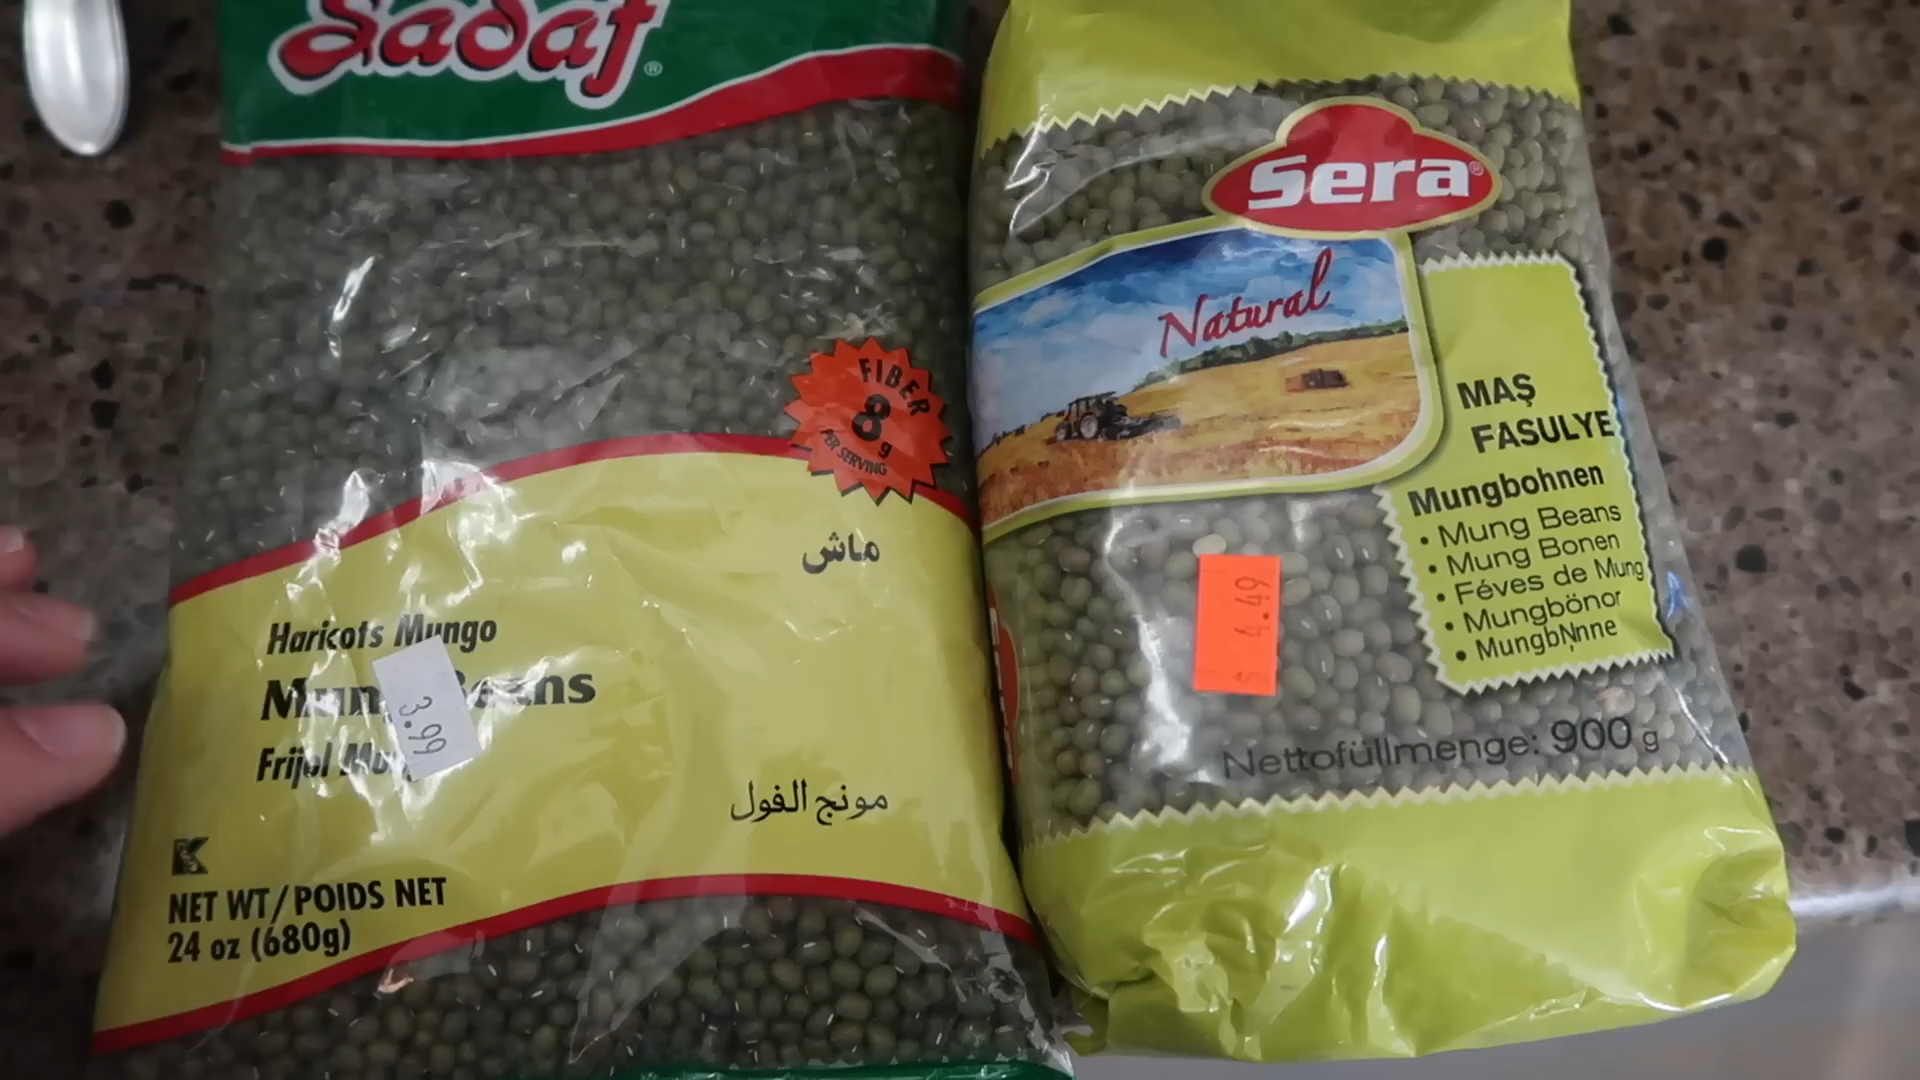 Sadaf®
FIBER
8g
PER SERVING
ماش
Haricots Mungo
Mung Beans
3.99
Frijol
مونج الفول
K
NET WT/POIDS NET
24 oz (680g)
Sera®
Natural
MAŞ
FASULYE
Mungbohnen
• Mung Beans
• Mung Bonen
• Féves de Mung
• Mungbönor
• MungbNnne
$ 4.49
Nettofüllmenge: 900 g